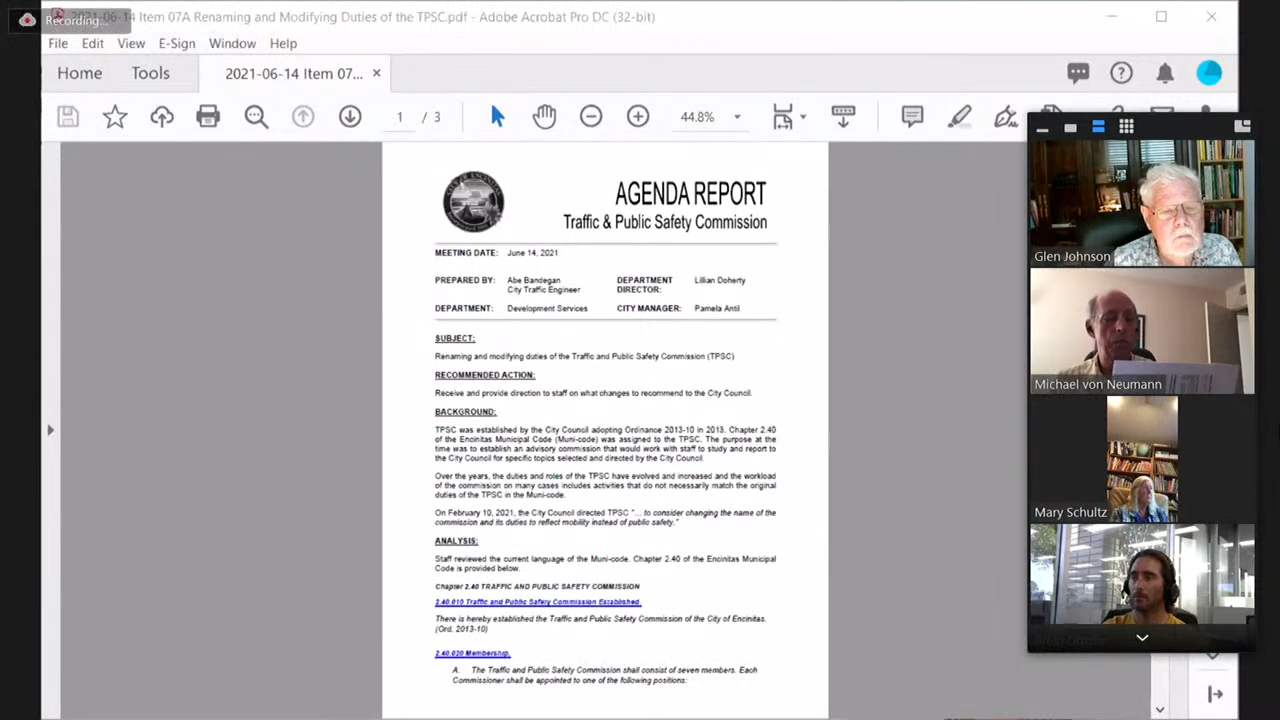 Recording...
2021-06-14 Item 07A Renaming and Modifying Duties of the TPSC.pdf - Adobe Acrobat Pro DC (32-bit)
File Edit View E-Sign Window Help
Home Tools 2021-06-14 Item 07... ×
1 / 3 44.8%
AGENDA REPORT
Traffic & Public Safety Commission
MEETING DATE: June 14, 2021
PREPARED BY: Abe Bandegan
City Traffic Engineer
DEPARTMENT
DIRECTOR:
Lillian Doherty
DEPARTMENT: Development Services CITY MANAGER: Pamela Antil
SUBJECT:
Renaming and modifying duties of the Traffic and Public Safety Commission (TPSC)
RECOMMENDED ACTION:
Receive and provide direction to staff on what changes to recommend to the City Council.
BACKGROUND:
TPSC was established by the City Council adopting Ordinance 2013-10 in 2013. Chapter 2.40
of the Encinitas Municipal Code (Muni-code) was assigned to the TPSC. The purpose at the
time was to establish an advisory commission that would work with staff to study and report to
the City Council for specific topics selected and directed by the City Council.
Over the years, the duties and roles of the TPSC have evolved and increased and the workload
of the commission on many cases includes activities that do not necessarily match the original
duties of the TPSC in the Muni-code.
On February 10, 2021, the City Council directed TPSC "... to consider changing the name of the
commission and its duties to reflect mobility instead of public safety."
ANALYSIS:
Staff reviewed the current language of the Muni-code. Chapter 2.40 of the Encinitas Municipal
Code is provided below.
Chapter 2.40 TRAFFIC AND PUBLIC SAFETY COMMISSION
2.40.010 Traffic and Public Safety Commission Established.
There is hereby established the Traffic and Public Safety Commission of the City of Encinitas.
(Ord. 2013-10)
2.40.020 Membership.
A. The Traffic and Public Safety Commission shall consist of seven members. Each
Commissioner shall be appointed to one of the following positions:
Glen Johnson
Michael von Neumann
Mary Schultz